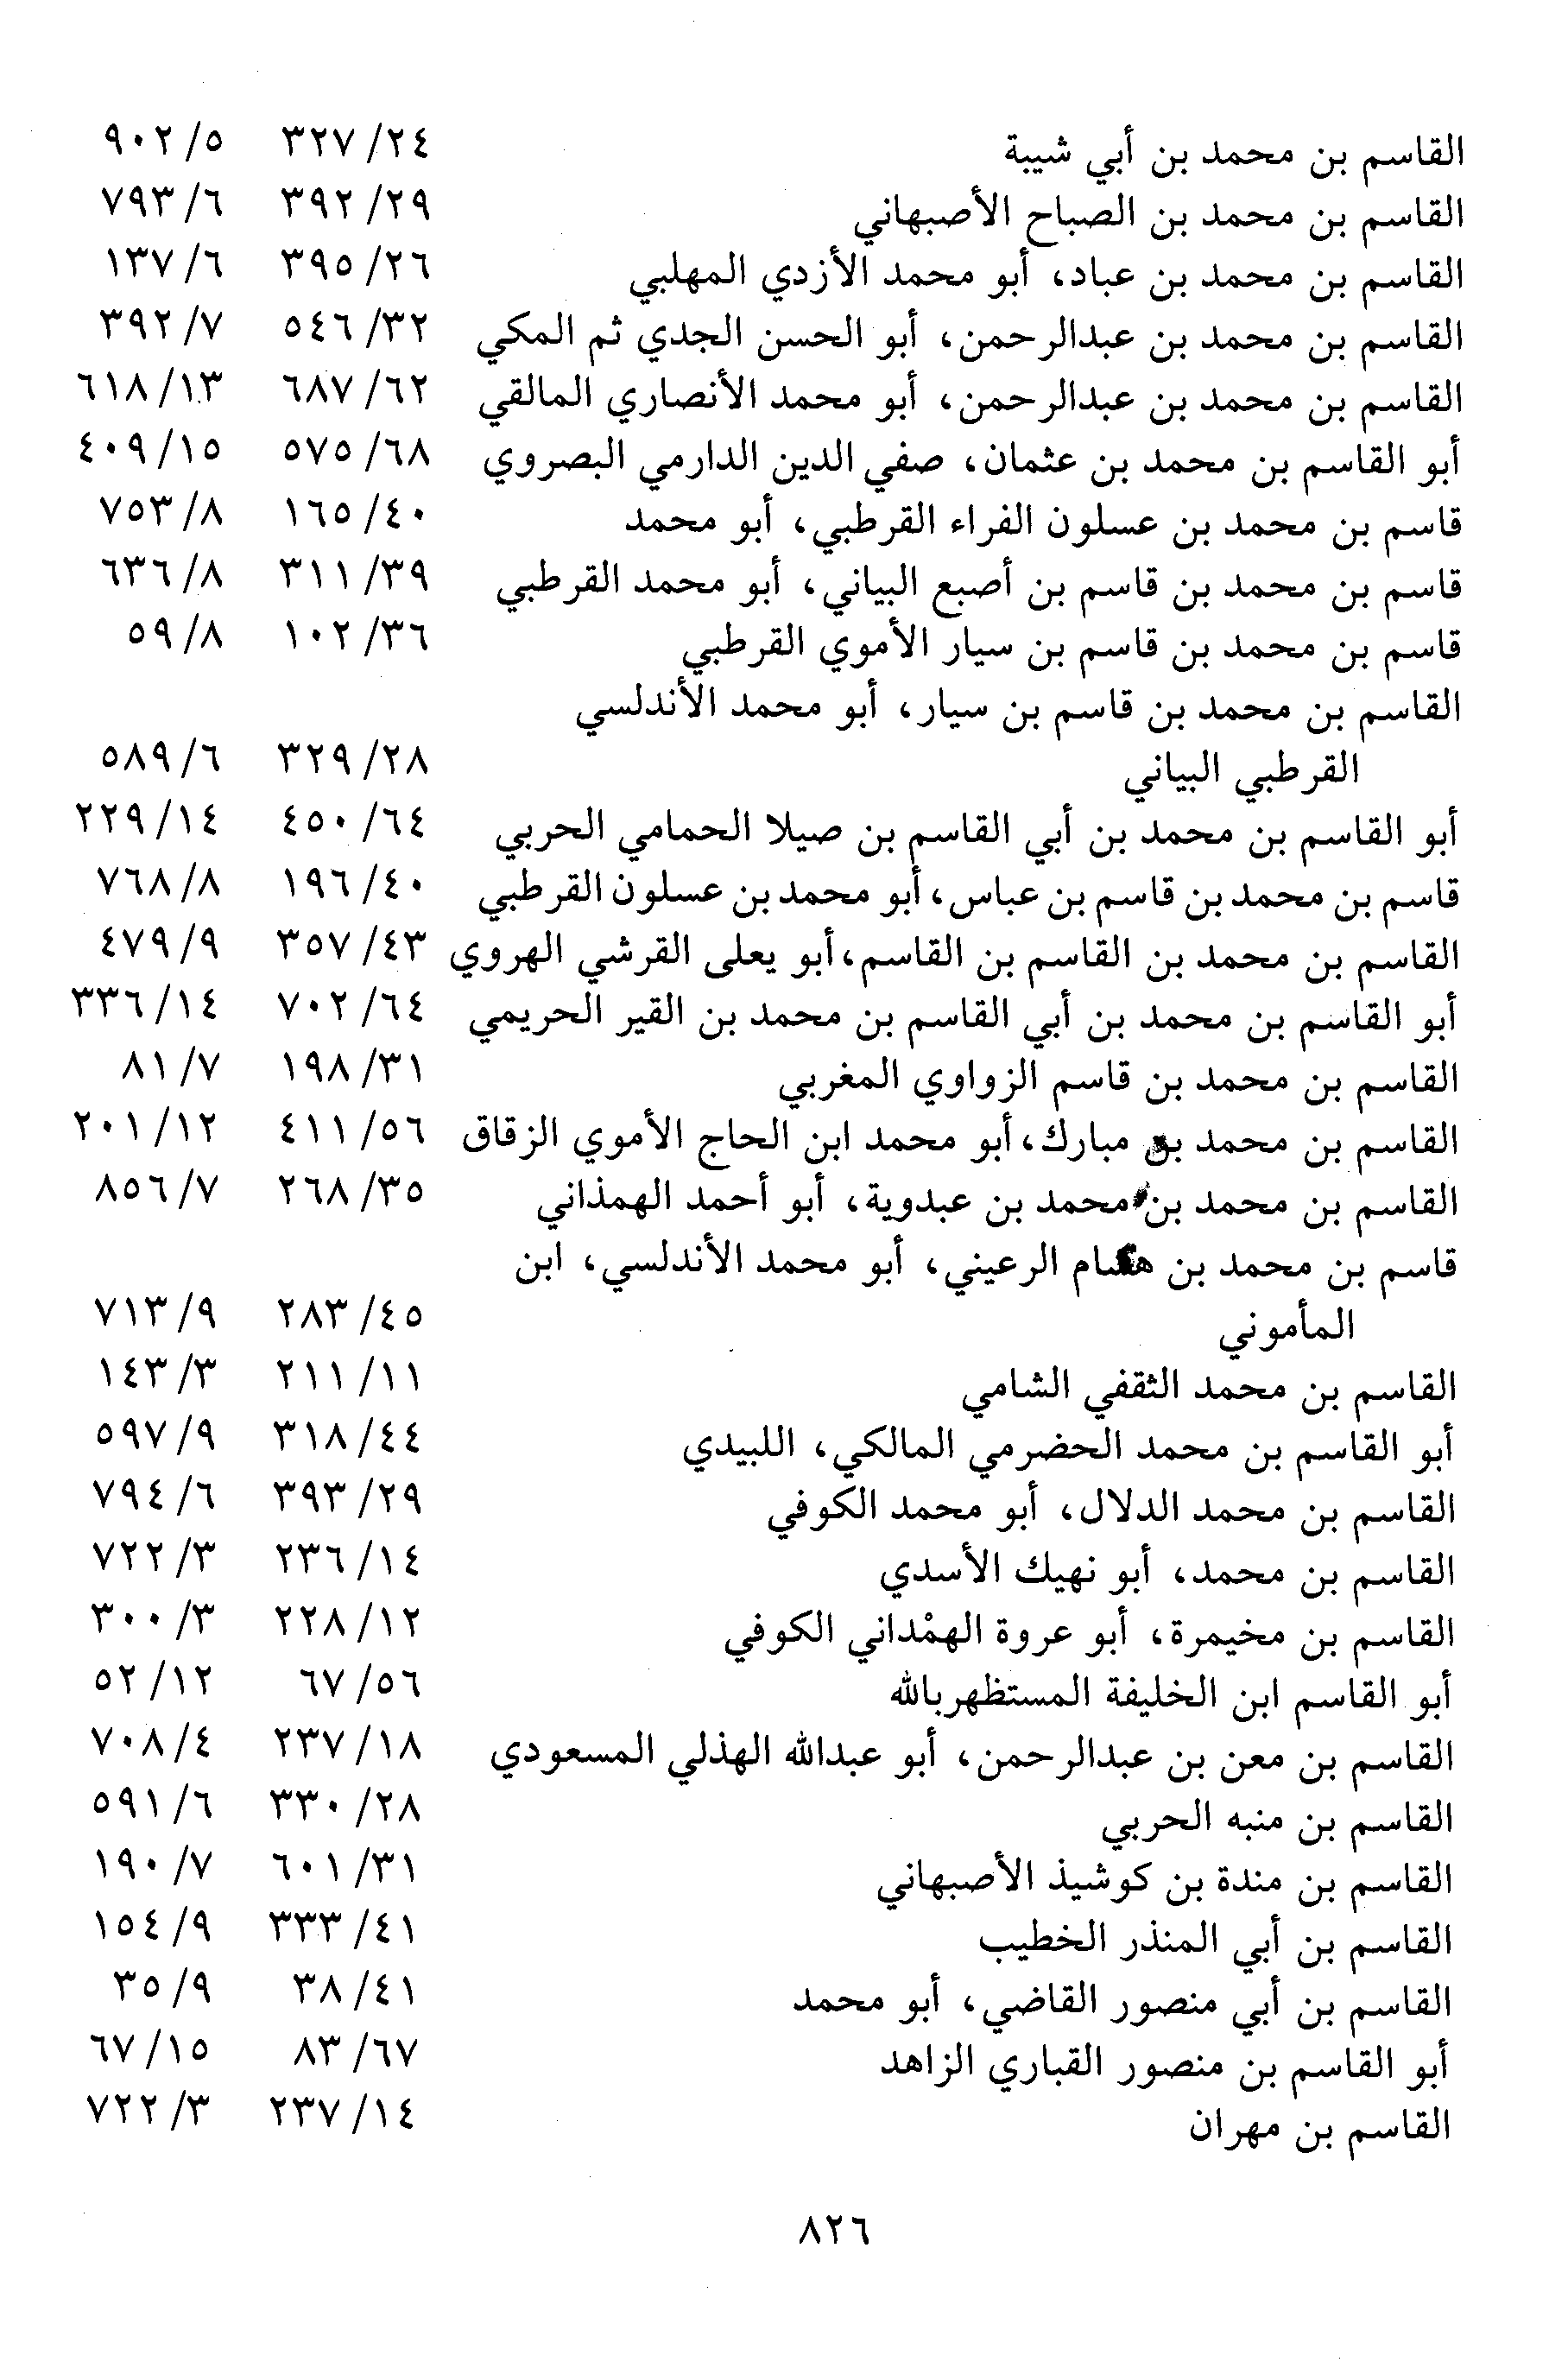 القاسم بن محمد بن أبي شيبة ٢٤/ ٣٢٧ ٥/ ٩٠٢
القاسم بن محمد بن الصباح الأصبهاني ٢٩/ ٣٩٢ ٦/ ٧٩٣
القاسم بن محمد بن عباد، أبو محمد الأزدي المهلبي ٢٦/ ٣٩٥ ٦/ ١٣٧
القاسم بن محمد بن عبدالرحمن، أبو الحسن الجدي ثم المكي ٣٢/ ٥٤٦ ٧/ ٣٩٢
القاسم بن محمد بن عبدالرحمن، أبو محمد الأنصاري المالقي ٦٢/ ٦٨٧ ١٣/ ٦١٨
أبو القاسم بن محمد بن عثمان، صفي الدين الدارمي البصروي ٦٨/ ٥٧٥ ١٥/ ٤٠٩
قاسم بن محمد بن عسلون الفراء القرطبي، أبو محمد ٤٠/ ١٦٥ ٨/ ٧٥٣
قاسم بن محمد بن قاسم بن أصبع البياني، أبو محمد القرطبي ٣٩/ ٣١١ ٨/ ٦٣٦
قاسم بن محمد بن قاسم بن سيار الأموي القرطبي ٣٦/ ١٠٢ ٨/ ٥٩
القاسم بن محمد بن قاسم بن سيار، أبو محمد الأندلسي
القرطبي البياني ٢٨/ ٣٢٩ ٦/ ٥٨٩
أبو القاسم بن محمد بن أبي القاسم بن صيلا الحمامي الحربي ٦٤/ ٤٥٠ ١٤/ ٢٢٩
قاسم بن محمد بن قاسم بن عباس، أبو محمد بن عسلون القرطبي ٤٠/ ١٩٦ ٨/ ٧٦٨
القاسم بن محمد بن القاسم بن القاسم، أبو يعلى القرشي الهروي ٤٣/ ٣٥٧ ٩/ ٤٧٩
أبو القاسم بن محمد بن أبي القاسم بن محمد بن القير الحريمي ٦٤/ ٧٠٢ ١٤/ ٣٣٦
القاسم بن محمد بن قاسم الزواوي المغربي ٣١/ ١٩٨ ٧/ ٨١
القاسم بن محمد بن مبارك، أبو محمد ابن الحاج الأموي الزقاق ٥٦/ ٤١١ ١٢/ ٢٠١
القاسم بن محمد بن محمد بن عبدوية، أبو أحمد الهمذاني ٣٥/ ٢٦٨ ٧/ ٨٥٦
قاسم بن محمد بن هشام الرعيني، أبو محمد الأندلسي، ابن
المأموني ٤٥/ ٢٨٣ ٩/ ٧١٣
القاسم بن محمد الثقفي الشامي ١١/ ٢١١ ٣/ ١٤٣
أبو القاسم بن محمد الحضرمي المالكي، اللبيدي ٤٤/ ٣١٨ ٩/ ٥٩٧
القاسم بن محمد الدلال، أبو محمد الكوفي ٢٩/ ٣٩٣ ٦/ ٧٩٤
القاسم بن محمد، أبو نهيك الأسدي ١٤/ ٢٣٦ ٣/ ٧٢٢
القاسم بن مخيمرة، أبو عروة الهمْداني الكوفي ١٢/ ٢٢٨ ٣/ ٣٠٠
أبو القاسم ابن الخليفة المستظهربالله ٥٦/ ٦٧ ١٢/ ٥٢
القاسم بن معن بن عبدالرحمن، أبو عبدالله الهذلي المسعودي ١٨/ ٢٣٧ ٤/ ٧٠٨
القاسم بن منبه الحربي ٢٨/ ٣٣٠ ٦/ ٥٩١
القاسم بن مندة بن كوشيذ الأصبهاني ٣١/ ٦٠١ ٧/ ١٩٠
القاسم بن أبي المنذر الخطيب ٤١/ ٣٣٣ ٩/ ١٥٤
القاسم بن أبي منصور القاضي، أبو محمد ٤١/ ٣٨ ٩/ ٣٥
أبو القاسم بن منصور القباري الزاهد ٦٧/ ٨٣ ١٥/ ٦٧
القاسم بن مهران ١٤/ ٢٣٧ ٣/ ٧٢٢
٨٢٦